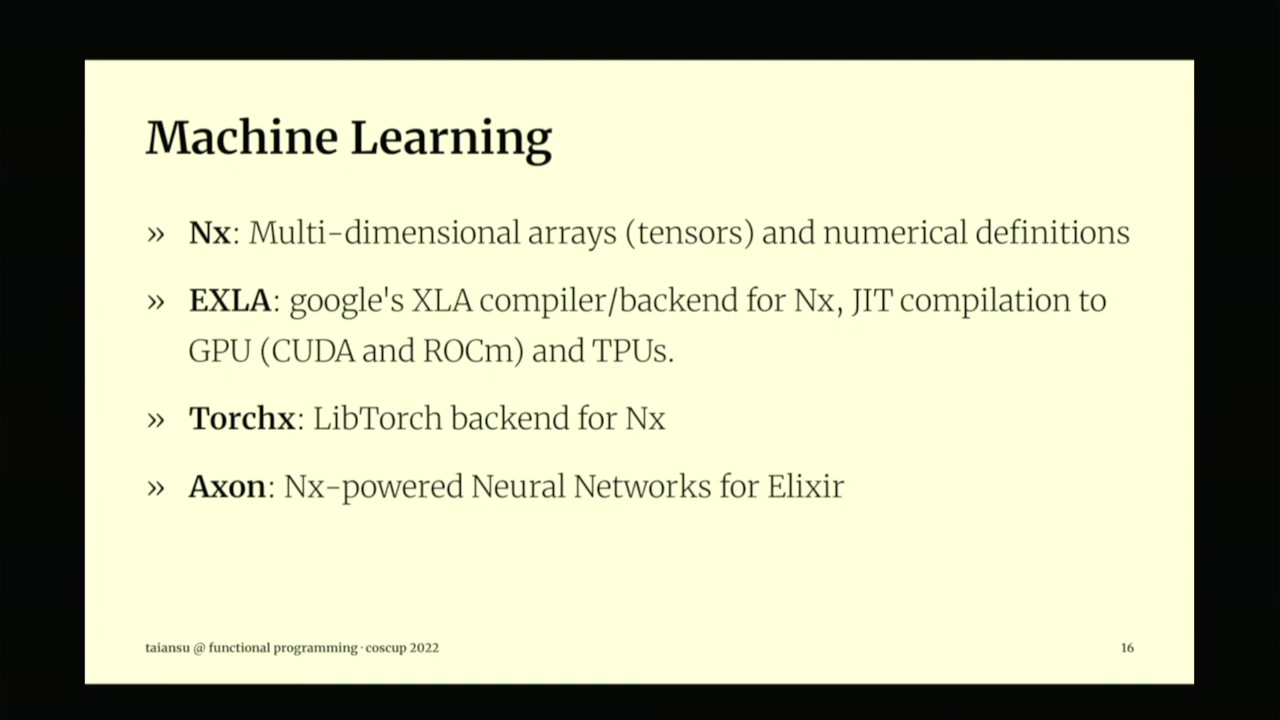 Machine Learning
» Nx: Multi-dimensional arrays (tensors) and numerical definitions
» EXLA: google's XLA compiler/backend for Nx, JIT compilation to
GPU (CUDA and ROCm) and TPUs.
» Torchx: LibTorch backend for Nx
» Axon: Nx-powered Neural Networks for Elixir
taiansu @ functional programming · coscup 2022
16